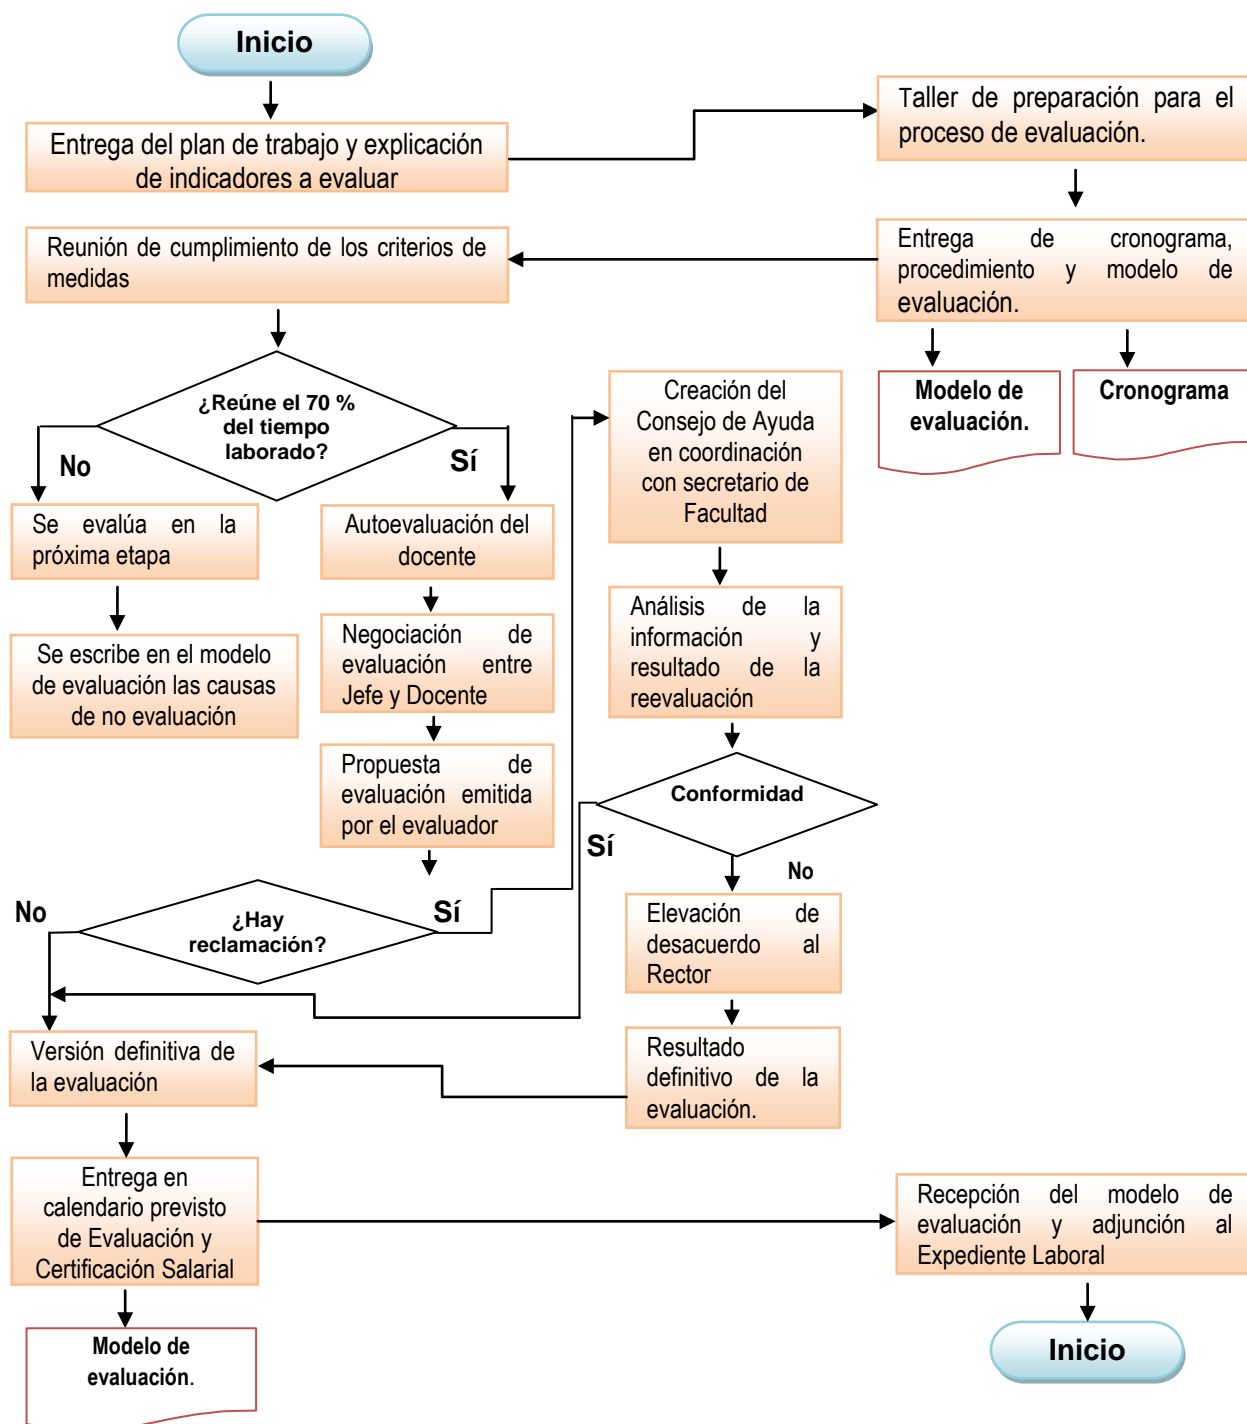 Inicio
Entrega del plan de trabajo y explicación
de indicadores a evaluar
Taller de preparación para el
proceso de evaluación.
Reunión de cumplimiento de los criterios de
medidas
Entrega de cronograma,
procedimiento y modelo de
evaluación.
Modelo de
evaluación.
Cronograma
¿Reúne el 70 %
del tiempo
laborado?
No
Sí
Se evalúa en la
próxima etapa
Se escribe en el modelo
de evaluación las causas
de no evaluación
Autoevaluación del
docente
Negociación de
evaluación entre
Jefe y Docente
Propuesta de
evaluación emitida
por el evaluador
¿Hay
reclamación?
No
Sí
Creación del
Consejo de Ayuda
en coordinación
con secretario de
Facultad
Análisis de la
información y
resultado de la
reevaluación
Conformidad
Sí
No
Elevación de
desacuerdo al
Rector
Resultado
definitivo de la
evaluación.
Versión definitiva de
la evaluación
Entrega en
calendario previsto
de Evaluación y
Certificación Salarial
Modelo de
evaluación.
Recepción del modelo de
evaluación y adjunción al
Expediente Laboral
Inicio